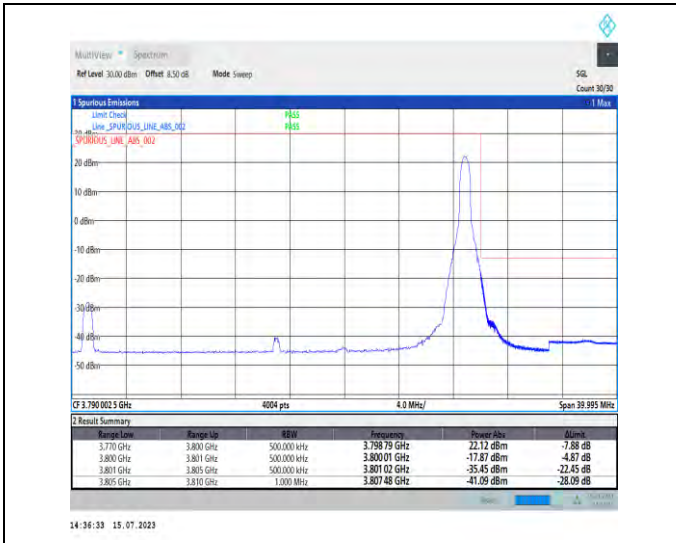 MultiView Spectrum
Ref Level 30.00 dBm Offset 8.50 dB Mode Sweep SGL
Count 30/30
1 Spurious Emissions 1 Max
Limit Check PASS
Line _SPURIOUS_LINE_ABS_002 PASS
_SPURIOUS_LINE_ABS_002
20 dBm
10 dBm
0 dBm
-10 dBm
-20 dBm
-30 dBm
-40 dBm
-50 dBm
CF 3.790 002 5 GHz 4004 pts 4.0 MHz/ Span 39.995 MHz
2 Result Summary
Range Low Range Up RBW Frequency Power Abs ΔLimit
3.770 GHz 3.800 GHz 500.000 kHz 3.798 79 GHz 22.12 dBm -7.88 dB
3.800 GHz 3.801 GHz 500.000 kHz 3.800 01 GHz -17.87 dBm -4.87 dB
3.801 GHz 3.805 GHz 500.000 kHz 3.801 02 GHz -35.45 dBm -22.45 dB
3.805 GHz 3.810 GHz 1.000 MHz 3.807 48 GHz -41.09 dBm -28.09 dB
14:36:33 15.07.2023